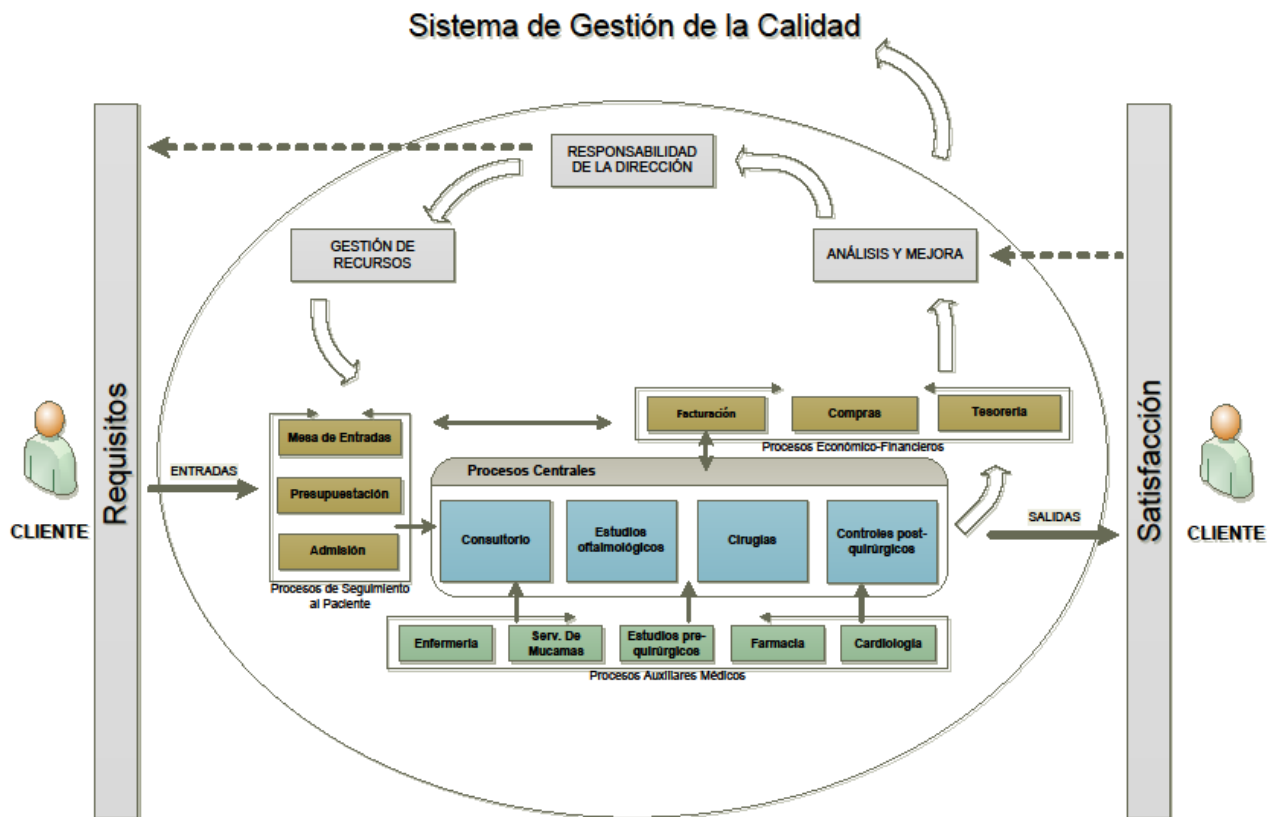 Sistema de Gestión de la Calidad
RESPONSABILIDAD
DE LA DIRECCIÓN
GESTIÓN DE
RECURSOS
ANÁLISIS Y MEJORA
Requisitos
CLIENTE
ENTRADAS
Mesa de Entradas
Presupuestación
Admisión
Procesos de Seguimiento
al Paciente
Facturación
Compras
Tesorería
Procesos Económico-Financieros
Procesos Centrales
Consultorio
Estudios
oftalmológicos
Cirugías
Controles post-
quirúrgicos
Enfermería
Serv. De
Mucamas
Estudios pre-
quirúrgicos
Farmacia
Cardiología
Procesos Auxiliares Médicos
SALIDAS
Satisfacción
CLIENTE